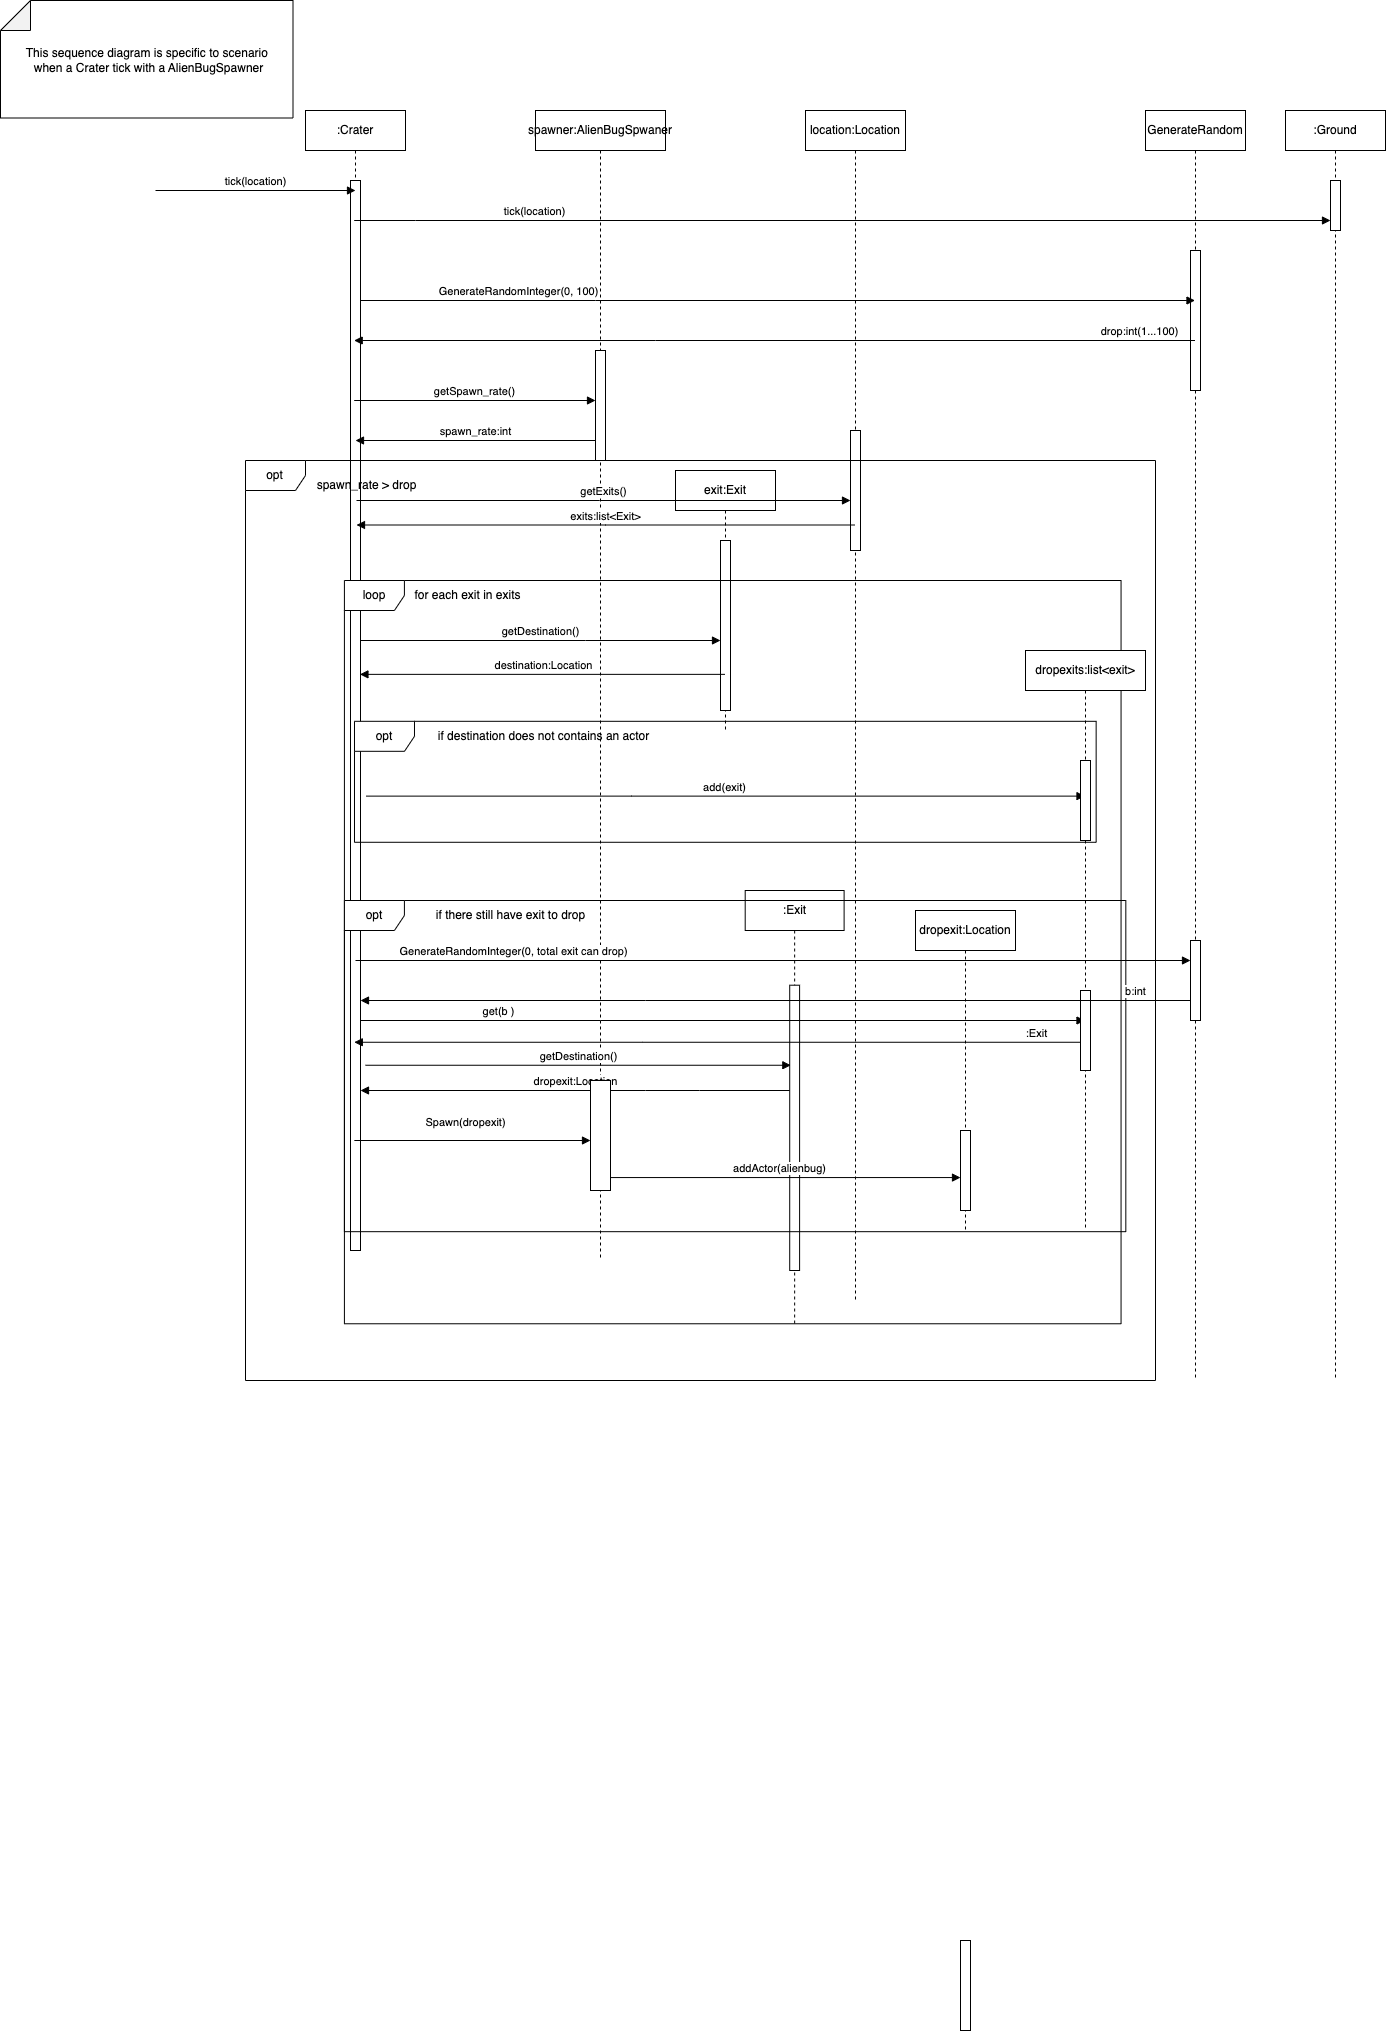 This sequence diagram is specific to scenario
when a Crater tick with a AlienBugSpawner
:Crater
spawner:AlienBugSpwaner
location:Location
GenerateRandom
:Ground
tick(location)
tick(location)
GenerateRandomInteger(0, 100)
drop:int(1...100)
getSpawn_rate()
spawn_rate:int
opt
spawn_rate > drop
getExits()
exit:Exit
exits:list<Exit>
loop
for each exit in exits
getDestination()
destination:Location
dropexits:list<exit>
opt
if destination does not contains an actor
add(exit)
opt
if there still have exit to drop
:Exit
dropexit:Location
GenerateRandomInteger(0, total exit can drop)
b:int
get(b )
:Exit
getDestination()
dropexit:Location
Spawn(dropexit)
addActor(alienbug)